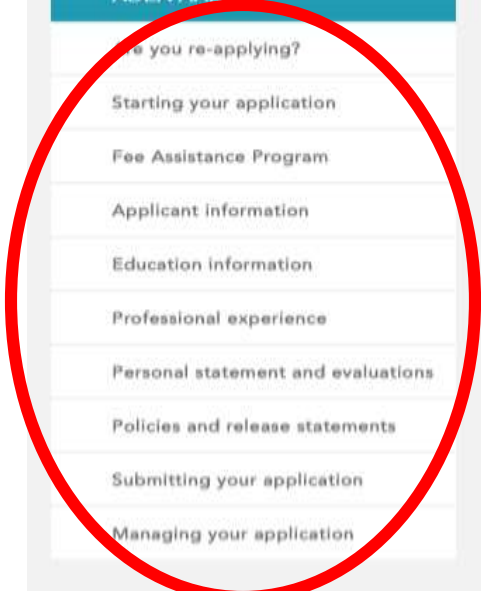 Are you re-applying?
Starting your application
Fee Assistance Program
Applicant information
Education information
Professional experience
Personal statement and evaluations
Policies and release statements
Submitting your application
Managing your application